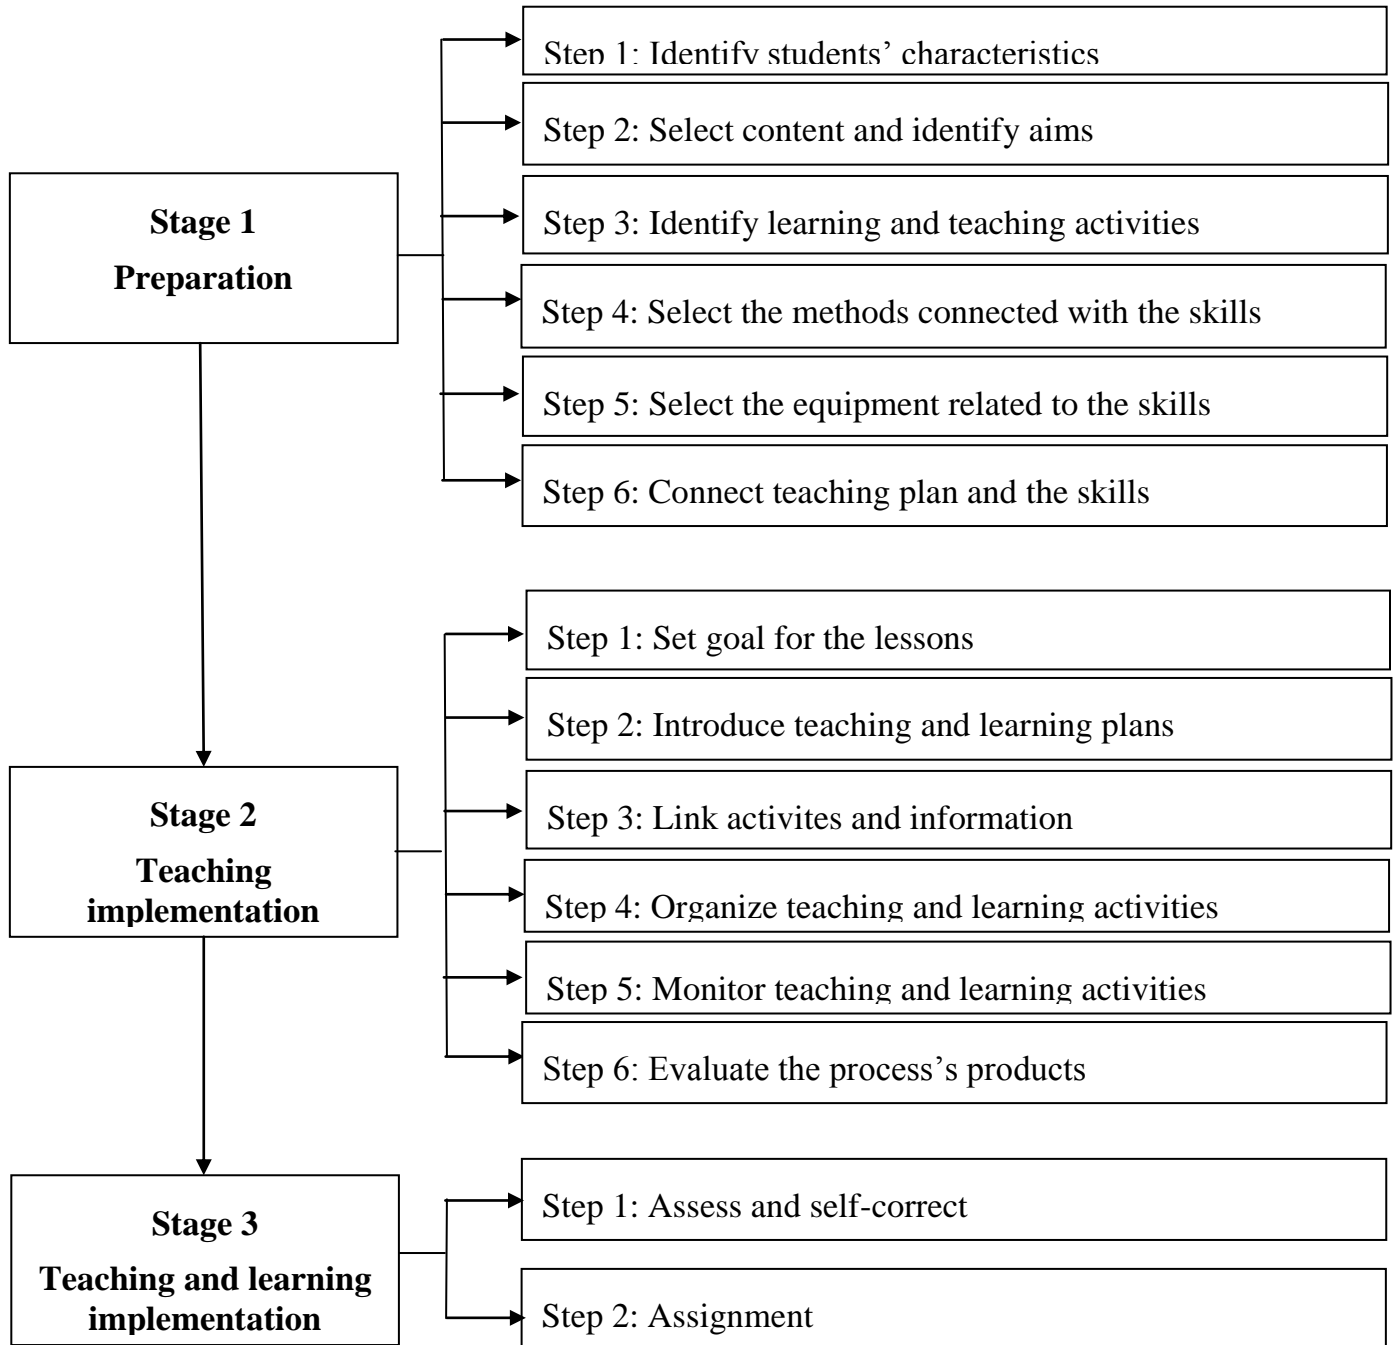 Step 1: Identify students’ characteristics
Step 2: Select content and identify aims
Stage 1
Preparation
Step 3: Identify learning and teaching activities
Step 4: Select the methods connected with the skills
Step 5: Select the equipment related to the skills
Step 6: Connect teaching plan and the skills
Step 1: Set goal for the lessons
Step 2: Introduce teaching and learning plans
Stage 2
Teaching
implementation
Step 3: Link activites and information
Step 4: Organize teaching and learning activities
Step 5: Monitor teaching and learning activities
Step 6: Evaluate the process’s products
Stage 3
Teaching and learning
implementation
Step 1: Assess and self-correct
Step 2: Assignment